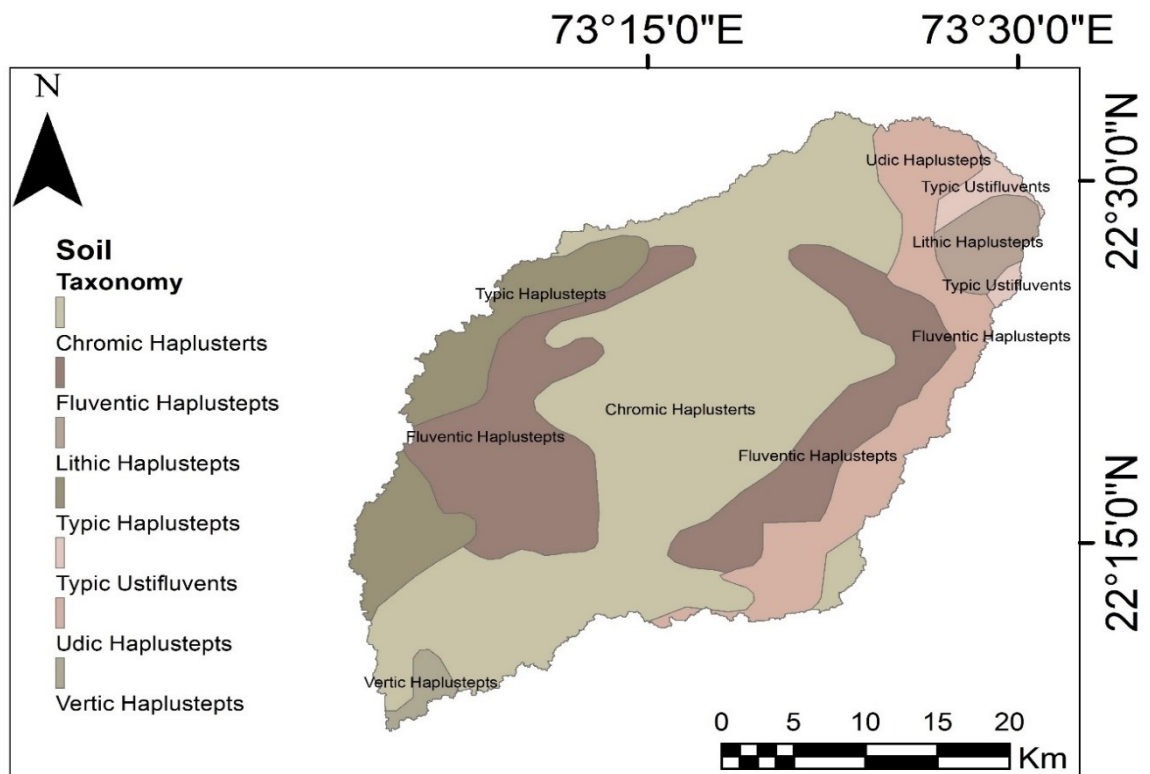 73°15'0"E 73°30'0"E
N
22°30'0"N
22°15'0"N
Soil
Taxonomy
Chromic Haplusterts
Fluventic Haplustepts
Lithic Haplustepts
Typic Haplustepts
Typic Ustifluvents
Udic Haplustepts
Vertic Haplustepts
Udic Haplustepts
Typic Ustifluvents
Lithic Haplustepts
Typic Ustifluvents
Typic Haplustepts
Fluventic Haplustepts
Chromic Haplusterts
Fluventic Haplustepts
Fluventic Haplustepts
Vertic Haplustepts
0 5 10 15 20
Km